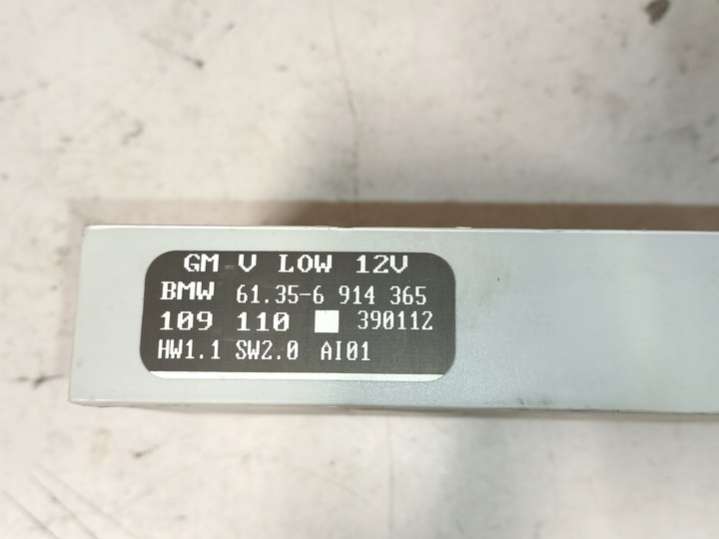 GM V LOW 12V
BMW 61.35-6 914 365
109 110 390112
HW1.1 SW2.0 AI01